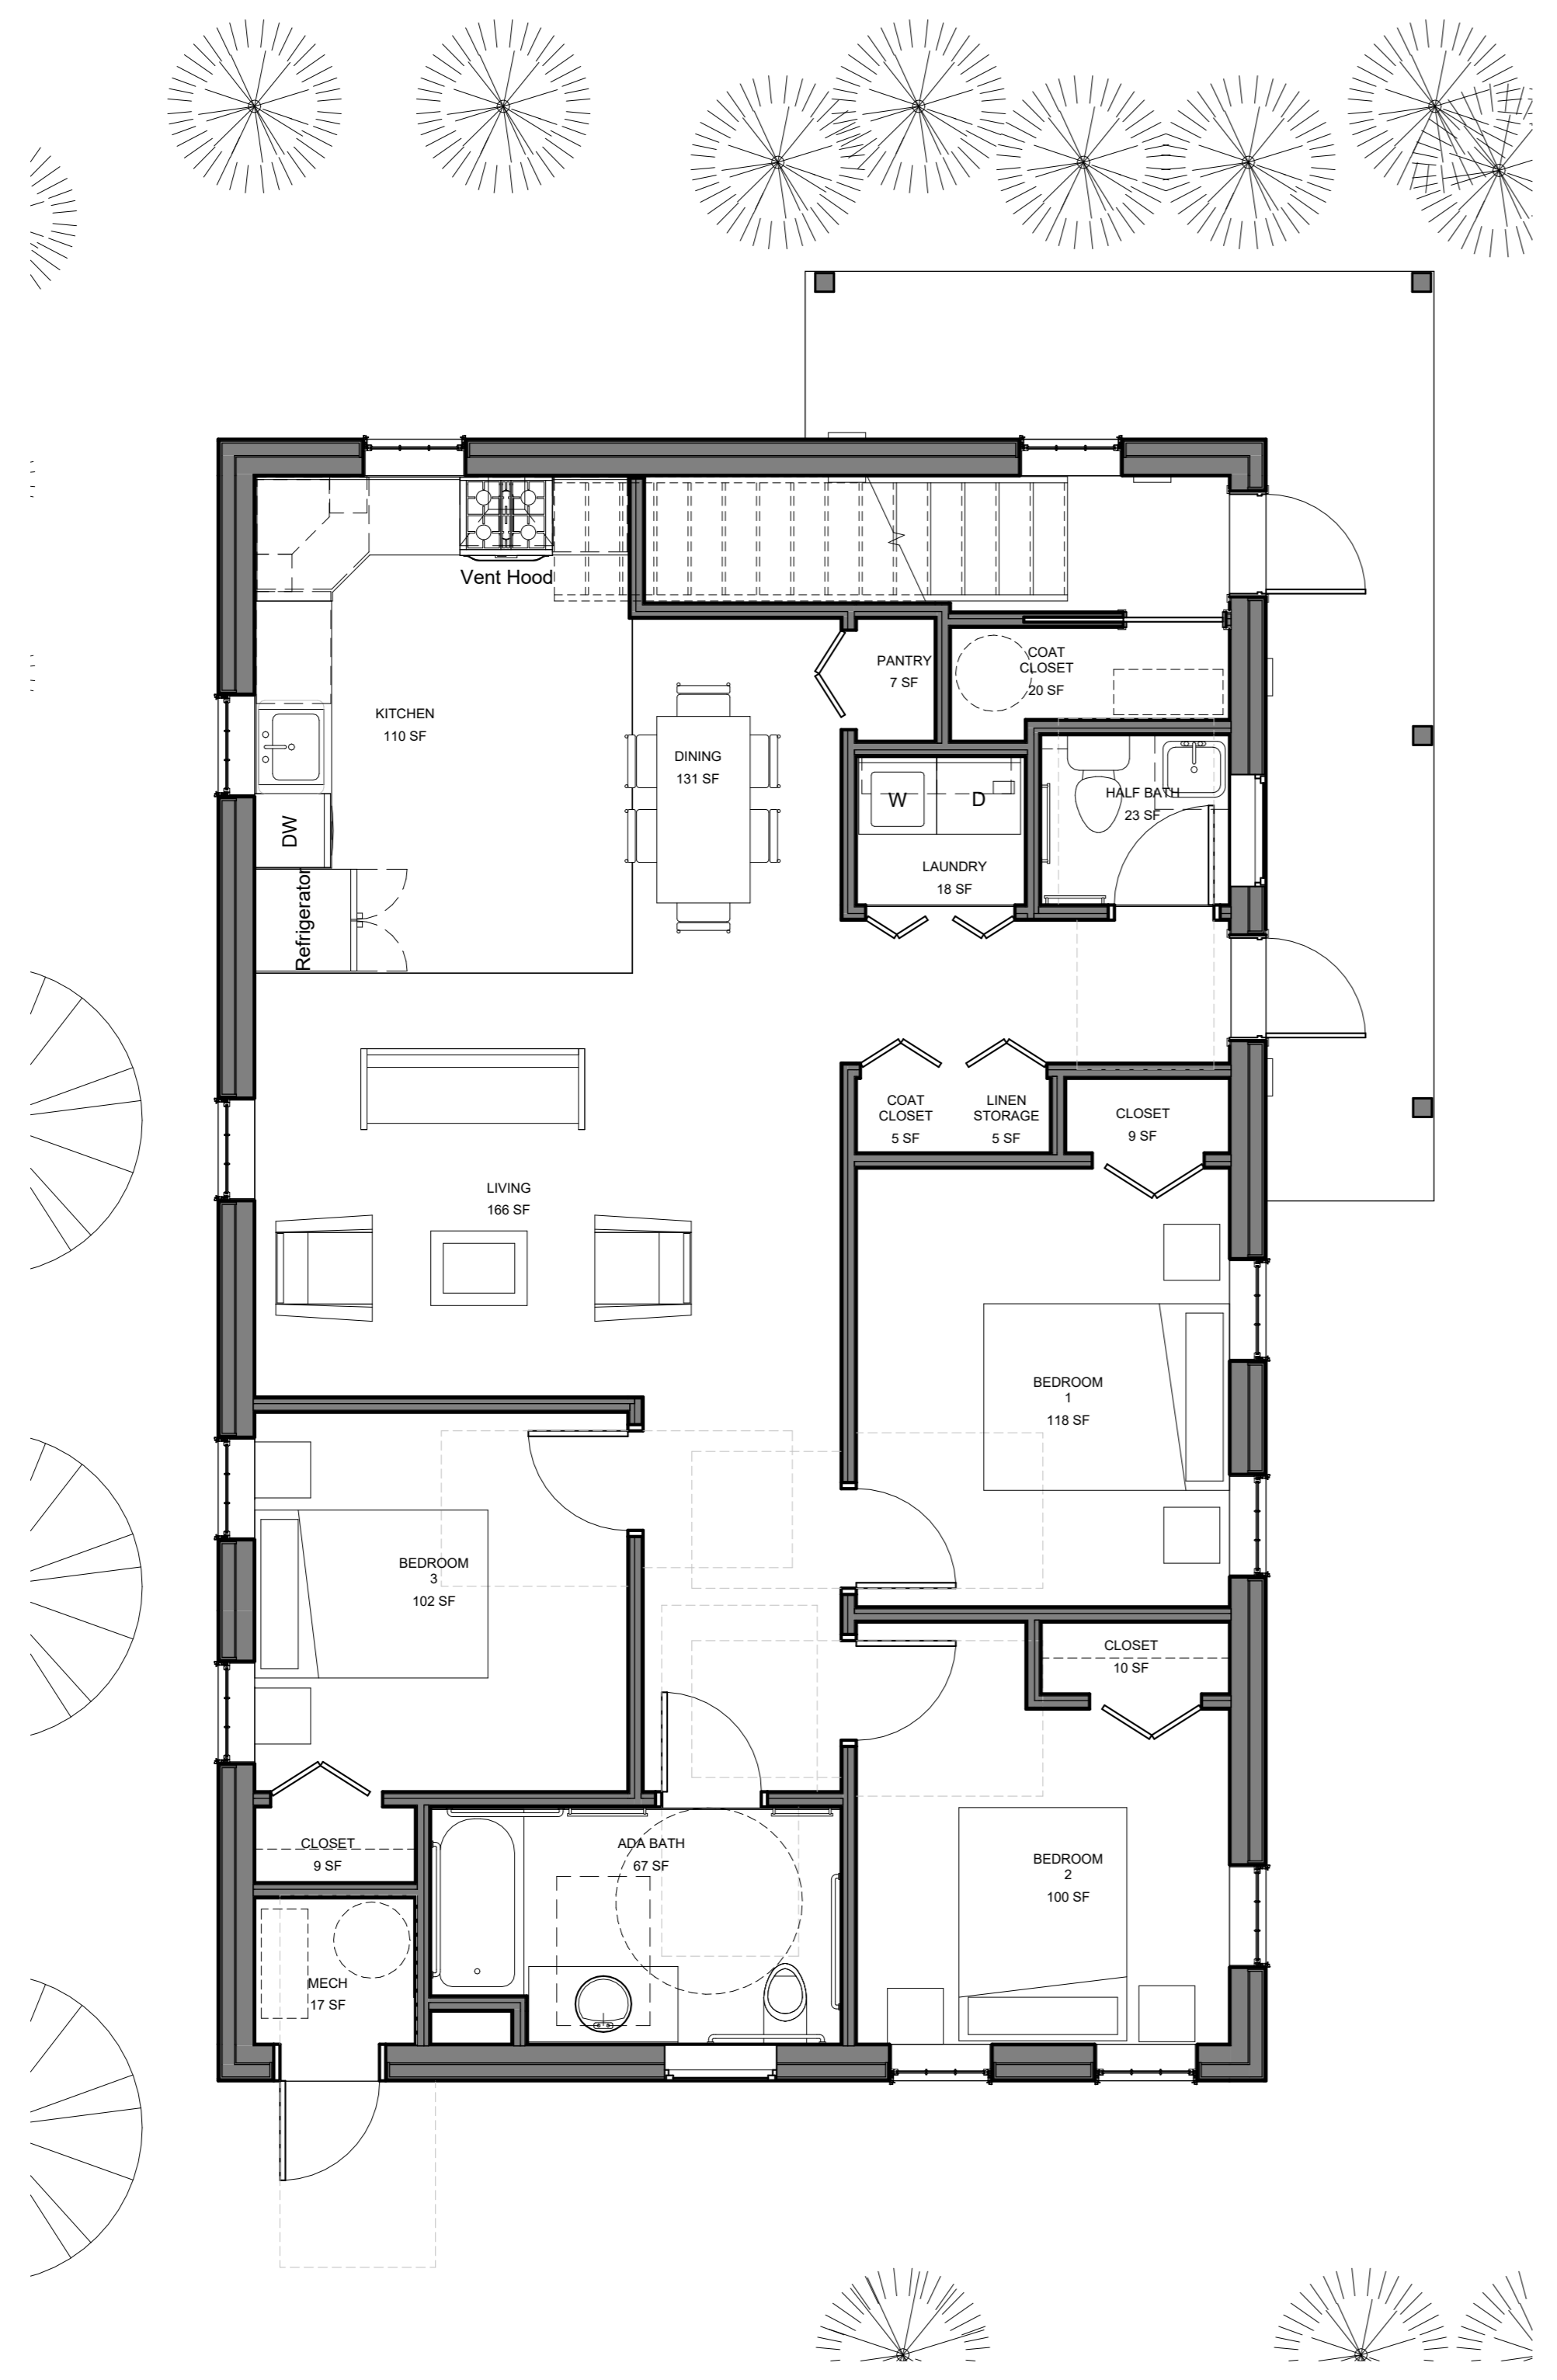 Vent Hood
PANTRY
7 SF
COAT
CLOSET
20 SF
KITCHEN
110 SF
DINING
131 SF
W
D
HALF BATH
23 SF
DW
LAUNDRY
18 SF
Refrigerator
COAT
CLOSET
5 SF
LINEN
STORAGE
5 SF
CLOSET
9 SF
LIVING
166 SF
BEDROOM
1
118 SF
BEDROOM
3
102 SF
CLOSET
10 SF
CLOSET
9 SF
ADA BATH
67 SF
BEDROOM
2
100 SF
MECH
17 SF